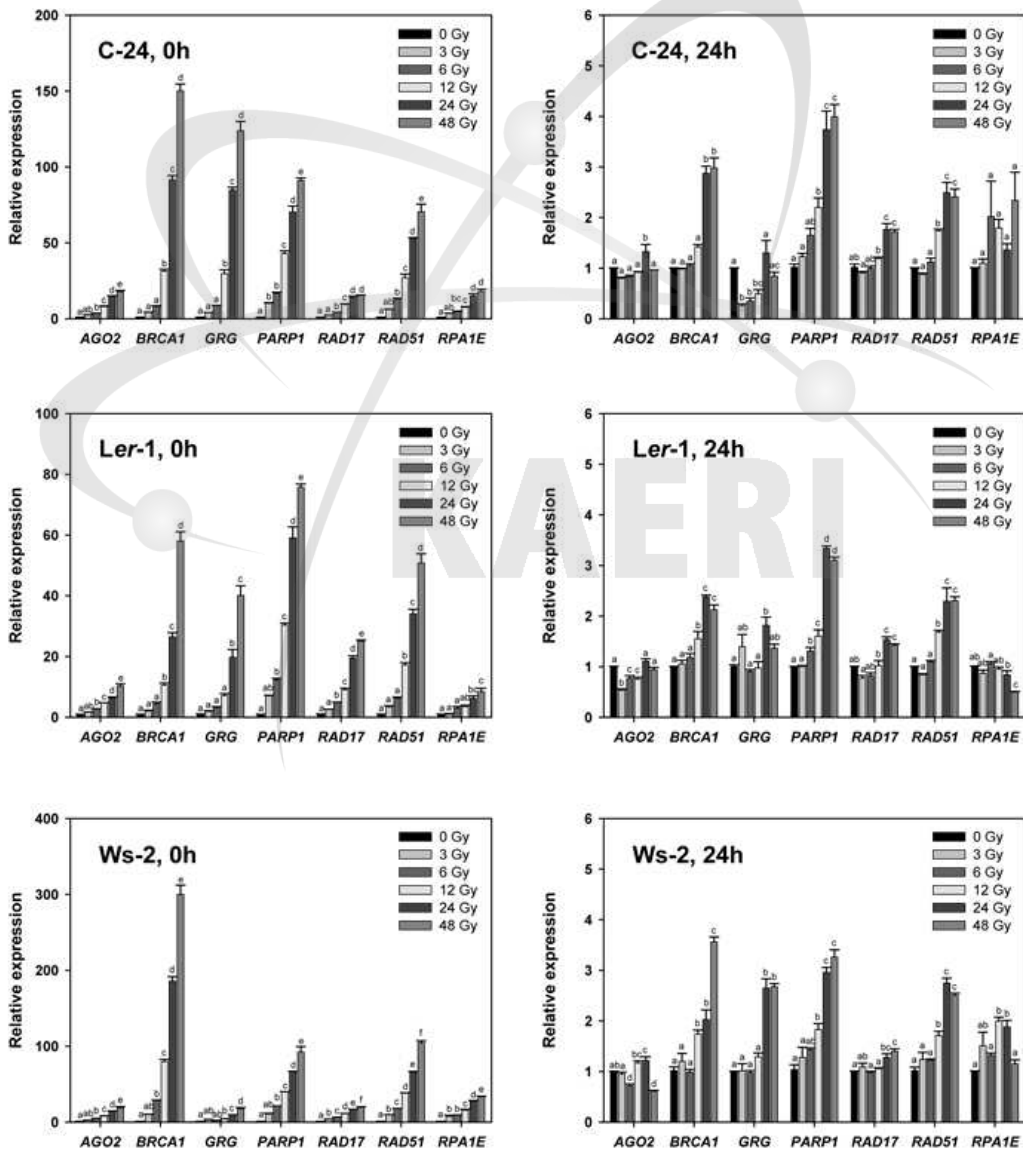 C-24, 0h
Relative expression
200
150
100
50
0
0 Gy
3 Gy
6 Gy
12 Gy
24 Gy
48 Gy
AGO2 BRCA1 GRG PARP1 RAD17 RAD51 RPA1E
C-24, 24h
Relative expression
6
5
4
3
2
1
0
0 Gy
3 Gy
6 Gy
12 Gy
24 Gy
48 Gy
AGO2 BRCA1 GRG PARP1 RAD17 RAD51 RPA1E
Ler-1, 0h
Relative expression
100
80
60
40
20
0
0 Gy
3 Gy
6 Gy
12 Gy
24 Gy
48 Gy
AGO2 BRCA1 GRG PARP1 RAD17 RAD51 RPA1E
Ler-1, 24h
Relative expression
6
5
4
3
2
1
0
0 Gy
3 Gy
6 Gy
12 Gy
24 Gy
48 Gy
AGO2 BRCA1 GRG PARP1 RAD17 RAD51 RPA1E
KAERI
Ws-2, 0h
Relative expression
400
300
200
100
0
0 Gy
3 Gy
6 Gy
12 Gy
24 Gy
48 Gy
AGO2 BRCA1 GRG PARP1 RAD17 RAD51 RPA1E
Ws-2, 24h
Relative expression
6
5
4
3
2
1
0
0 Gy
3 Gy
6 Gy
12 Gy
24 Gy
48 Gy
AGO2 BRCA1 GRG PARP1 RAD17 RAD51 RPA1E